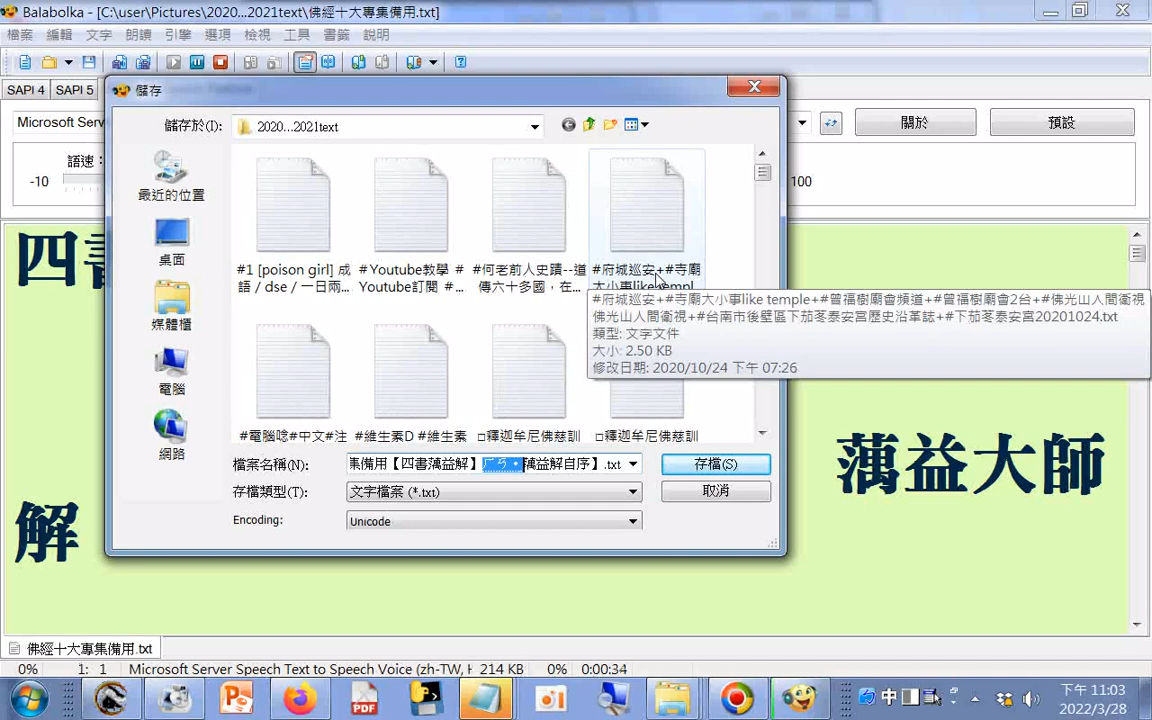 Balabolka - [C:\user\Pictures\2020...2021text\佛經十大專集備用.txt]
檔案 編輯 文字 朗讀 引擎 選項 檢視 工具 書籤 說明
SAPI 4 SAPI 5
儲存
Microsoft Serv
關於
預設
儲存於(I):
2020...2021text
語速：
-10
100
最近的位置
桌面
媒體櫃
電腦
網路
#1 [poison girl] 成語 / dse / 一日兩...
#Youtube教學 #Youtube訂閱 #...
#何老前人史蹟--道傳六十多國，在...
#府城巡安+#寺廟大小事like templ
#府城巡安+#寺廟大小事like temple+#曾福樹廟會頻道+#曾福樹廟會2台+#佛光山人間衛視
佛光山人間衛視+#台南市後壁區下茄苳泰安宮歷史沿革誌+#下茄苳泰安宮20201024.txt
類型: 文字文件
大小: 2.50 KB
修改日期: 2020/10/24 下午 07:26
#電腦唸#中文#注
#維生素D #維生素
□釋迦牟尼佛慈訓
□釋迦牟尼佛慈訓
檔案名稱(N):
集備用【四書蕅益解】ㄏㄢ˙蕅益解自序】.txt
存檔(S)
存檔類型(T):
文字檔案 (*.txt)
取消
Encoding:
Unicode
四書
蕅益大師
解
佛經十大專集備用.txt
0%
1: 1
Microsoft Server Speech Text to Speech Voice (zh-TW, H
214 KB
0%
0:00:34
中
下午 11:03
2022/3/28